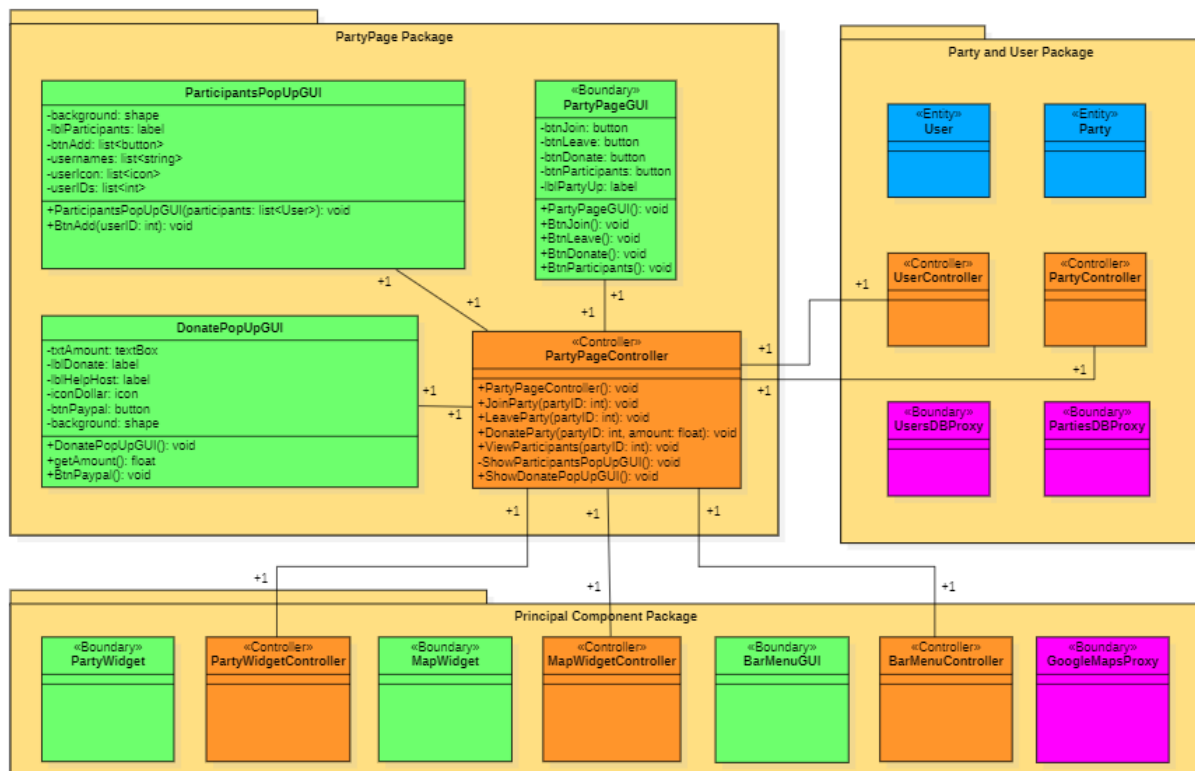 PartyPage Package
ParticipantsPopUpGUI
-background: shape
-lblParticipants: label
-btnAdd: list<button>
-usernames: list<string>
-userIcon: list<icon>
-userIDs: list<int>
+ParticipantsPopUpGUI(participants: list<User>): void
+BtnAdd(userID: int): void
«Boundary»
PartyPageGUI
-btnJoin: button
-btnLeave: button
-btnDonate: button
-btnParticipants: button
-lblPartyUp: label
+PartyPageGUI(): void
+BtnJoin(): void
+BtnLeave(): void
+BtnDonate(): void
+BtnParticipants(): void
+1
+1
+1
+1
DonatePopUpGUI
-txtAmount: textBox
-lblDonate: label
-lblHelpHost: label
-iconDollar: icon
-btnPaypal: button
-background: shape
+DonatePopUpGUI(): void
+getAmount(): float
+BtnPaypal(): void
+1
+1
«Controller»
PartyPageController
+PartyPageController(): void
+JoinParty(partyID: int): void
+LeaveParty(partyID: int): void
+DonateParty(partyID: int, amount: float): void
+ViewParticipants(partyID: int): void
-ShowParticipantsPopUpGUI(): void
+ShowDonatePopUpGUI(): void
+1
+1
+1
Party and User Package
«Entity»
User
«Entity»
Party
«Controller»
UserController
«Controller»
PartyController
+1
+1
+1
+1
«Boundary»
UsersDBProxy
«Boundary»
PartiesDBProxy
+1
+1
+1
Principal Component Package
«Boundary»
PartyWidget
«Controller»
PartyWidgetController
«Boundary»
MapWidget
«Controller»
MapWidgetController
«Boundary»
BarMenuGUI
«Controller»
BarMenuController
«Boundary»
GoogleMapsProxy